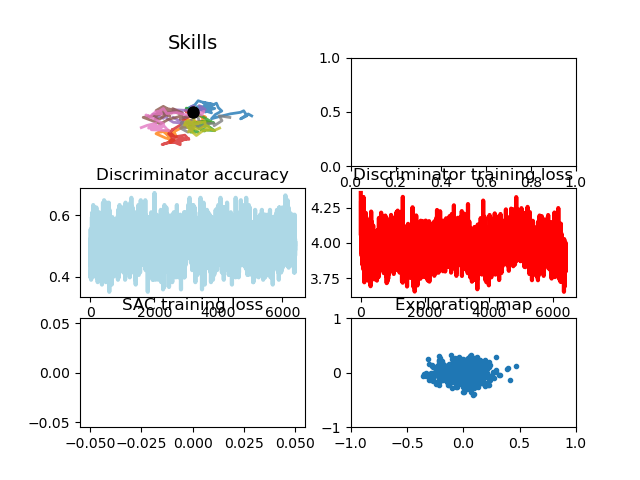 Skills
1.0
0.5
0.0
0.0 0.2 0.4 0.6 0.8 1.0
Discriminator accuracy
0.6
0.4
0 2000 4000 6000
Discriminator training loss
4.25
4.00
3.75
0 2000 4000 6000
SAC training loss
0.05
0.00
−0.05
−0.050 −0.025 0.000 0.025 0.050
Exploration map
1
0
−1
−1.0 −0.5 0.0 0.5 1.0